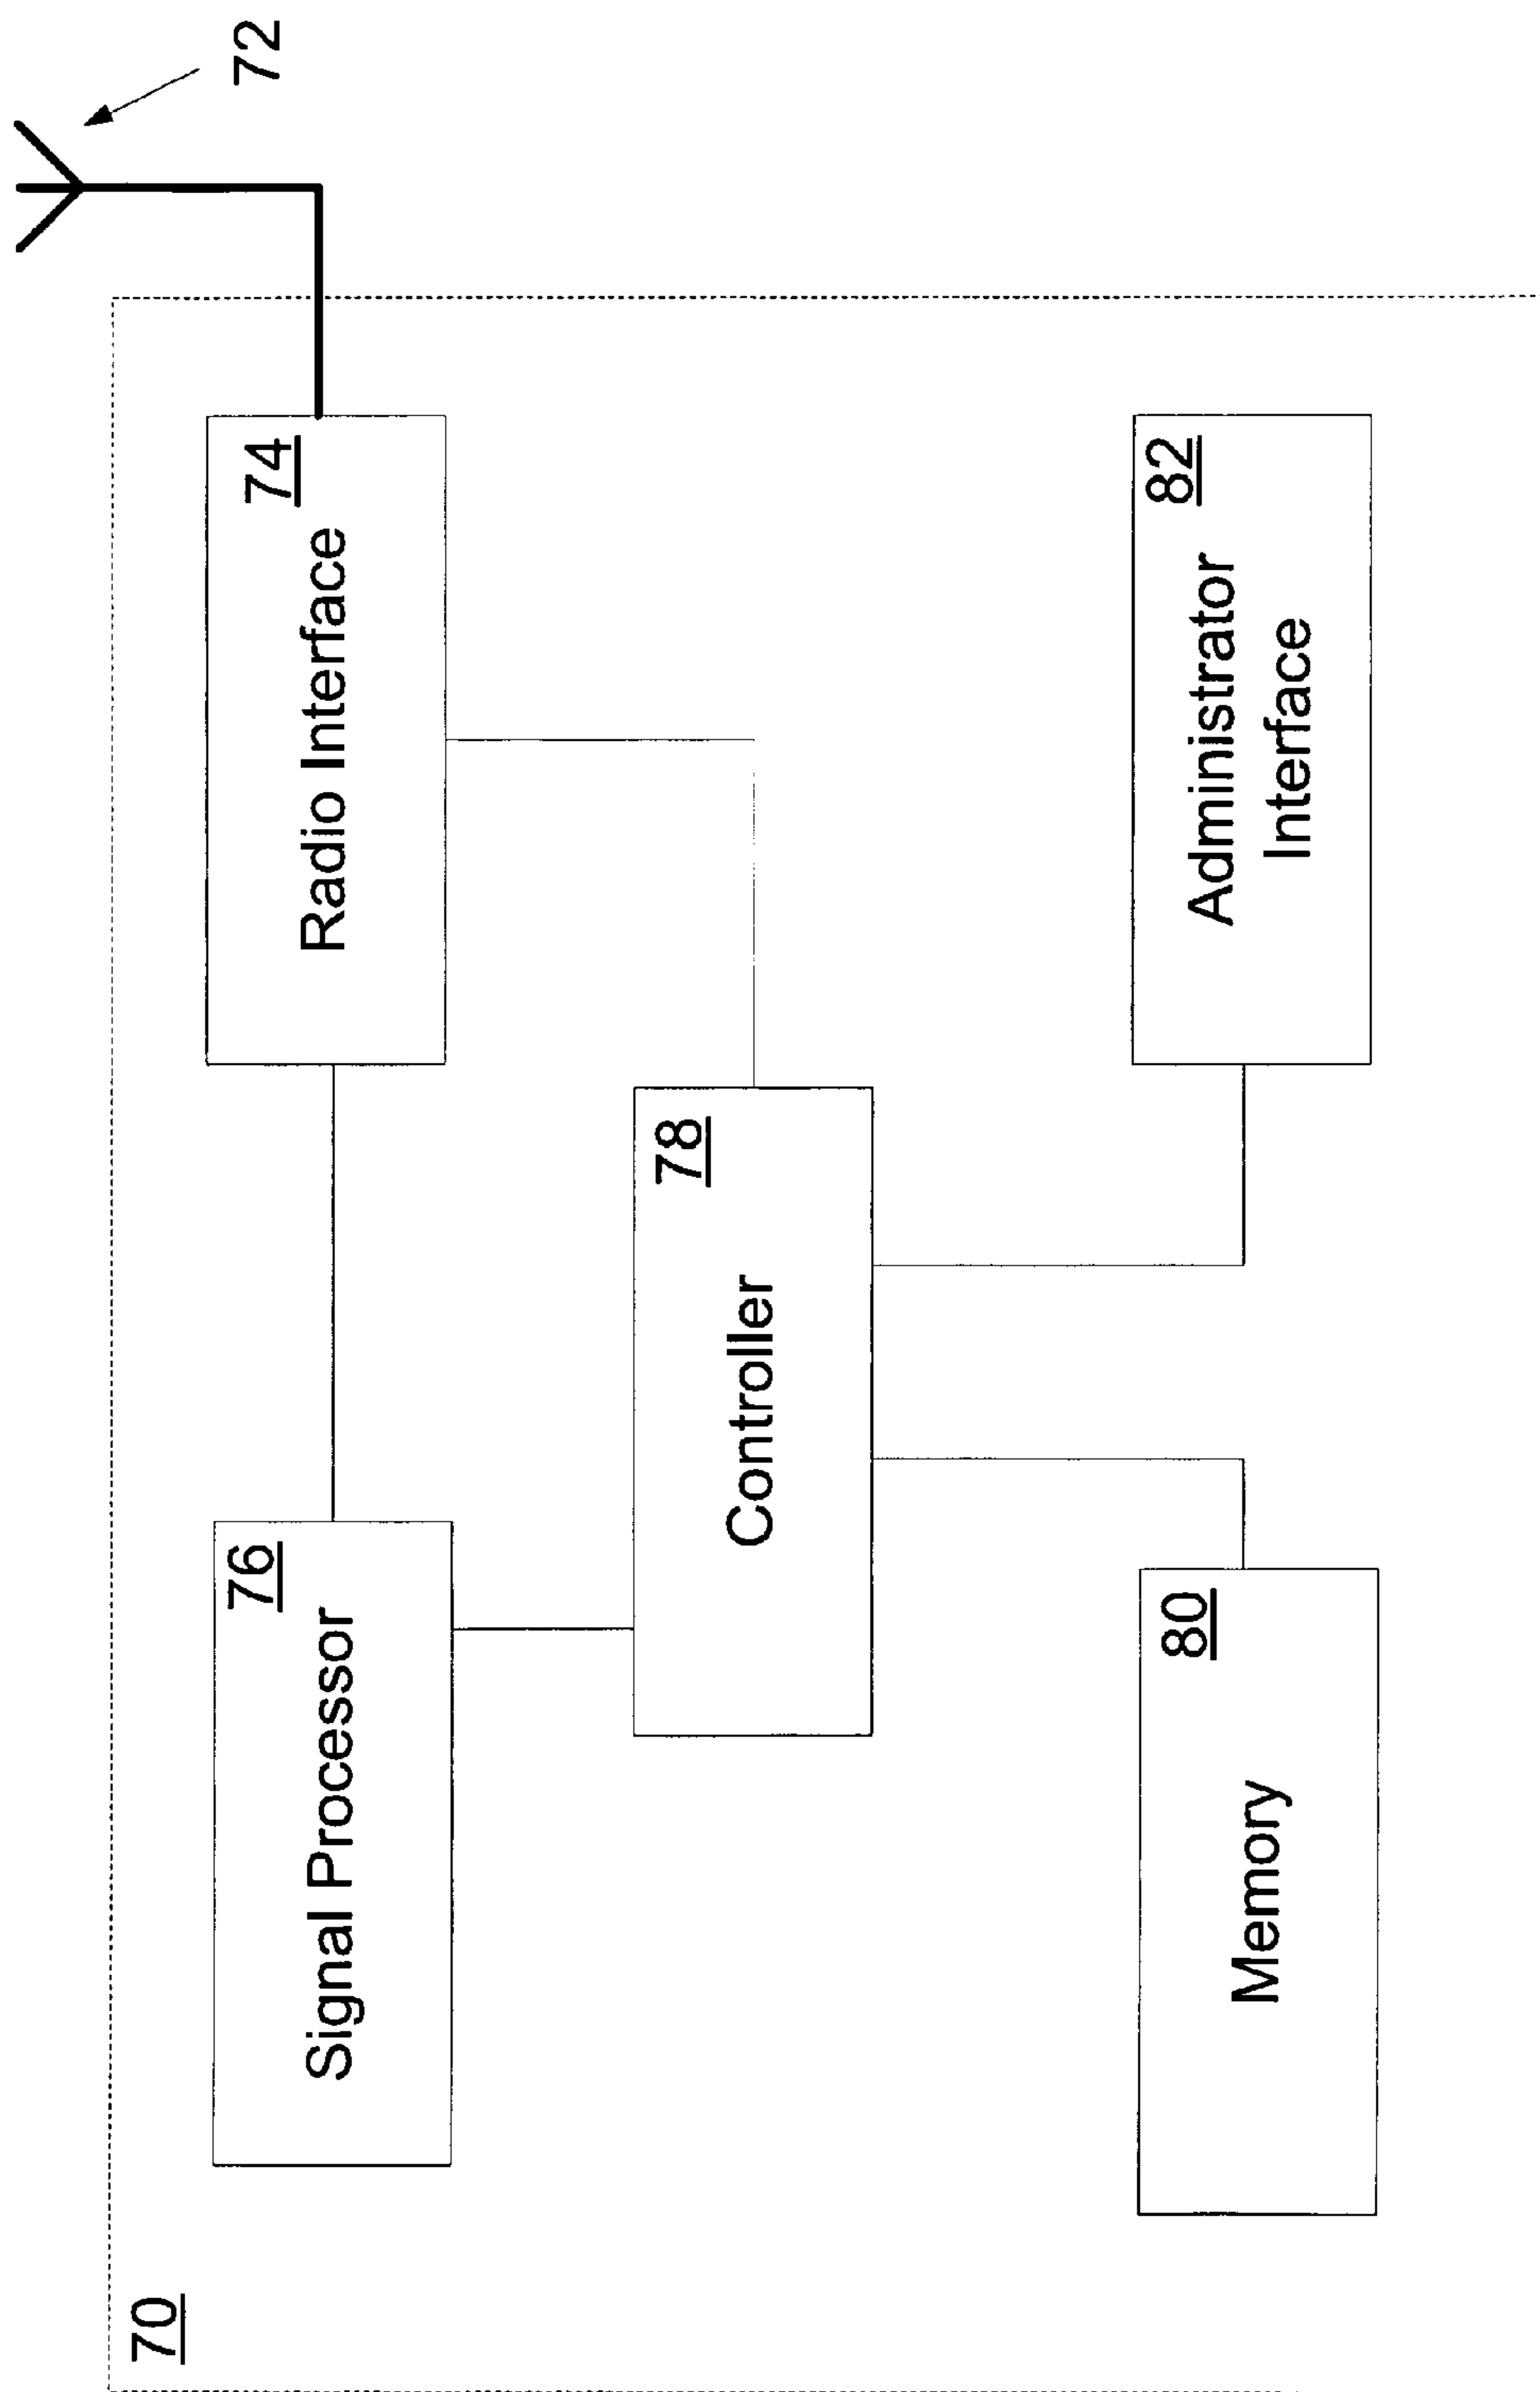 70
72
76
Signal Processor
74
Radio Interface
78
Controller
80
Memory
82
Administrator
Interface